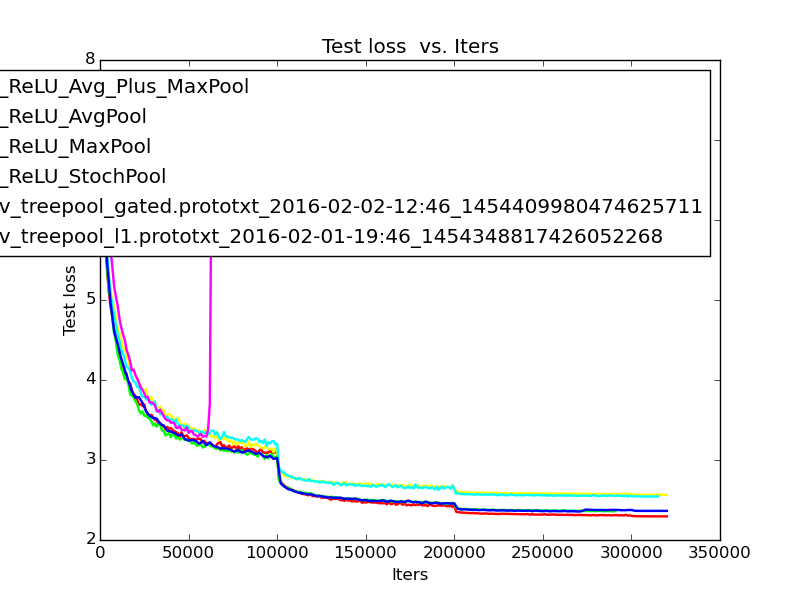 Test loss  vs. Iters
8
_ReLU_Avg_Plus_MaxPool
_ReLU_AvgPool
_ReLU_MaxPool
_ReLU_StochPool
v_treepool_gated.prototxt_2016-02-02-12:46_1454409980474625711
v_treepool_l1.prototxt_2016-02-01-19:46_1454348817426052268
5
Test loss
4
3
2
0 50000 100000 150000 200000 250000 300000 350000
Iters